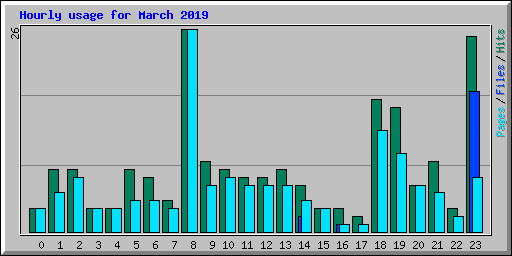 Hourly usage for March 2019
26
Pages / Files / Hits
0 1 2 3 4 5 6 7 8 9 10 11 12 13 14 15 16 17 18 19 20 21 22 23